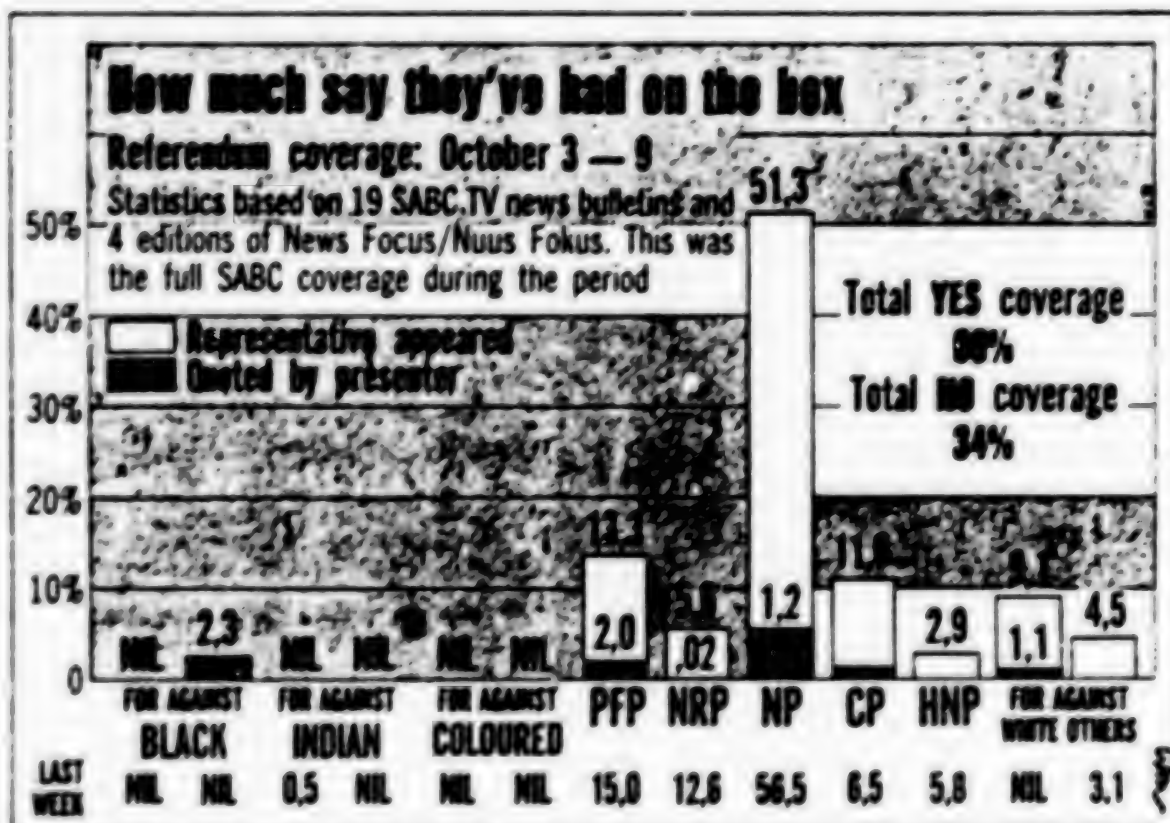 How much say they've had on the box
Referendum coverage: October 3 — 9
Statistics based on 19 SABC.TV news bulletins and
4 editions of News Focus/Nuus Fokus. This was
the full SABC coverage during the period
Representative appeared
Quoted by presenter
Total YES coverage
Total NO coverage
34%
50%
40%
30%
20%
10%
0
NIL 2,3 NIL NIL NIL NIL 13,3 2,0 ,02 51,3 1,2 2,9 1,1 4,5
FOR AGAINST FOR AGAINST FOR AGAINST PFP NRP NP CP HNP FOR AGAINST
BLACK INDIAN COLOURED WHITE OTHERS
LAST
WEEK NIL NIL 0,5 NIL NIL NIL 15,0 12,6 56,5 6,5 5,8 NIL 3,1